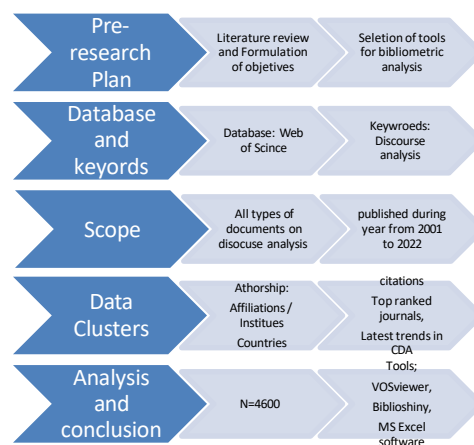 Pre-
research
Plan
Literature review
and Formulation
of objetives
Seletion of tools
for bibliometric
analysis
Database
and
keyords
Database: Web
of Scince
Keywroeds:
Discourse
analysis
Scope
All types of
documents on
disocuse analysis
published during
year from 2001
to 2022
Data
Clusters
Athorship:
Affiliations /
Institues
Countries
citations
Top ranked
journals,
Latest trends in
CDA
Analysis
and
conclusion
N=4600
Tools;
VOSviewer,
Biblioshiny,
MS Excel
software